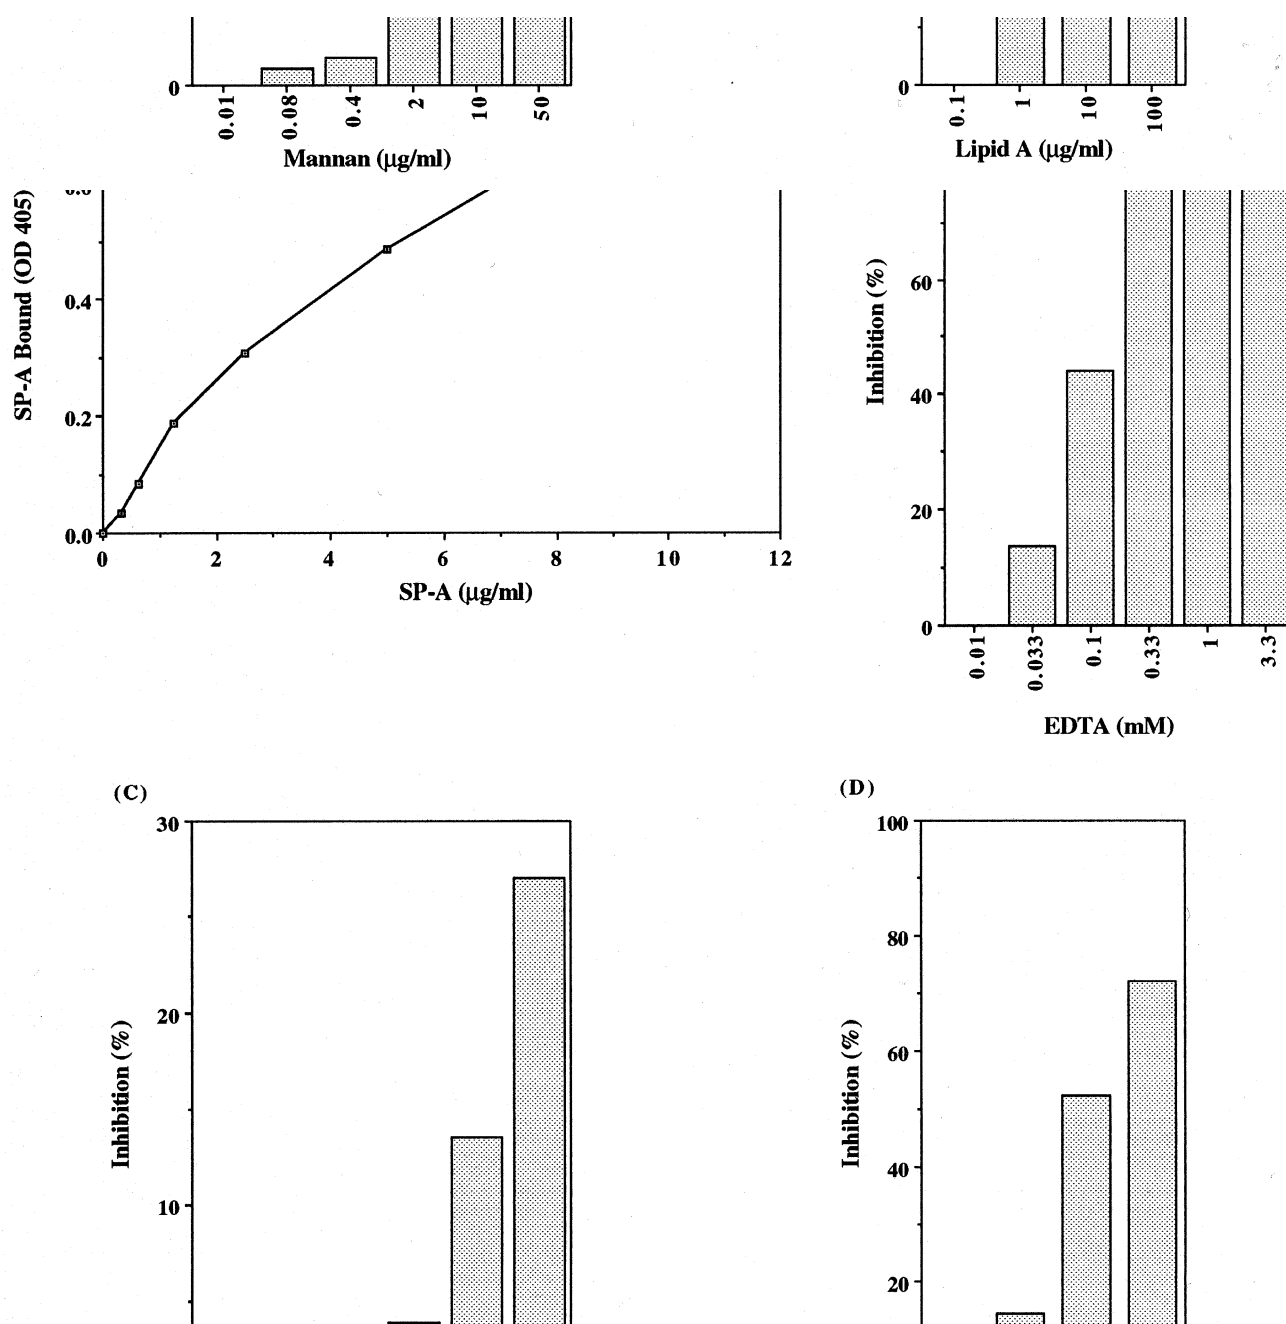 0
0.01 0.08 0.4 2 10 50
Mannan (µg/ml)
0
0.1 1 10 100
Lipid A (µg/ml)
SP-A Bound (OD 405)
0.4
0.2
0.0
0 2 4 6 8 10 12
SP-A (µg/ml)
Inhibition (%)
60
40
20
0
0.01 0.033 0.1 0.33 1 3.3
EDTA (mM)
(C)
30
20
10
Inhibition (%)
(D)
100
80
60
40
20
Inhibition (%)